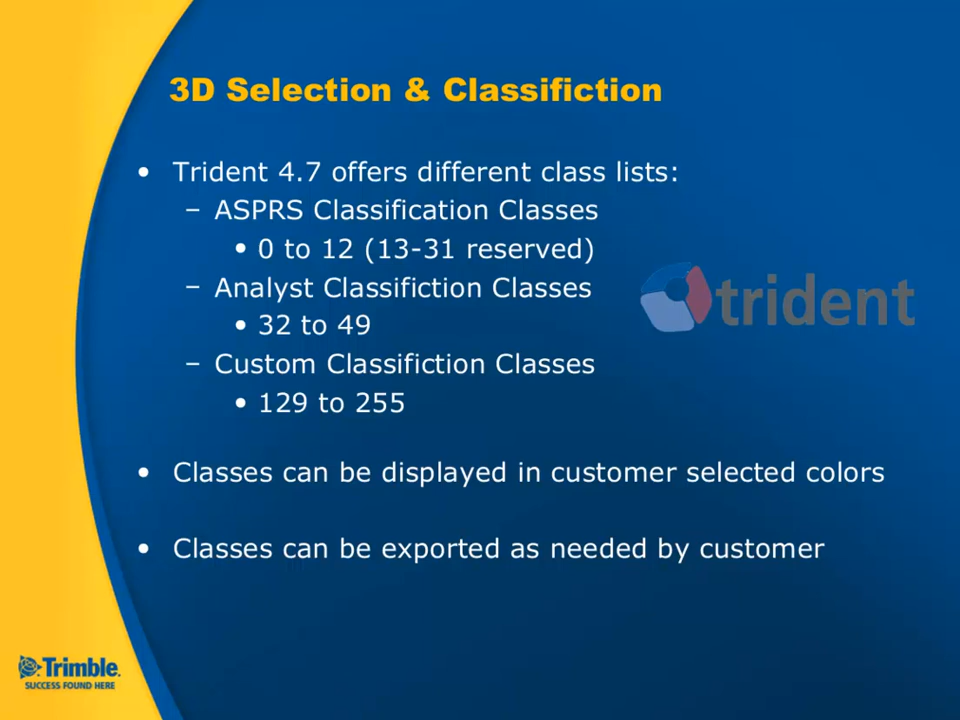 3D Selection & Classifiction
• Trident 4.7 offers different class lists:
– ASPRS Classification Classes
• 0 to 12 (13-31 reserved)
– Analyst Classifiction Classes
• 32 to 49
– Custom Classifiction Classes
• 129 to 255
trident
• Classes can be displayed in customer selected colors
• Classes can be exported as needed by customer
Trimble.
SUCCESS FOUND HERE